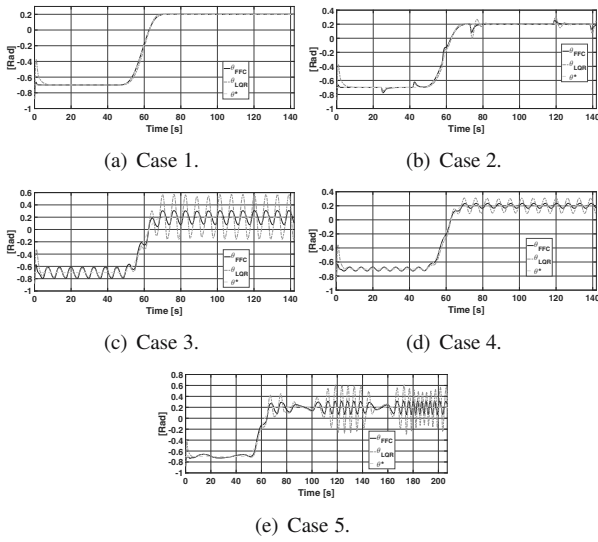 0.2
0
-0.2
-0.4
-0.6
-0.8
-1
[Rad]
0 20 40 60 80 100 120 140
Time [s]
θFFC
θLQR
θ*
(a) Case 1.
0.4
0.2
0
-0.2
-0.4
-0.6
-0.8
-1
[Rad]
0 20 40 60 80 100 120 140
Time [s]
θFFC
θLQR
θ*
(b) Case 2.
0.6
0.4
0.2
0
-0.2
-0.4
-0.6
-0.8
-1
[Rad]
0 20 40 60 80 100 120 140
Time [s]
θFFC
θLQR
θ*
(c) Case 3.
0.4
0.2
0
-0.2
-0.4
-0.6
-0.8
-1
[Rad]
0 20 40 60 80 100 120 140
Time [s]
θFFC
θLQR
θ*
(d) Case 4.
0.8
0.6
0.4
0.2
0
-0.2
-0.4
-0.6
-0.8
-1
[Rad]
0 20 40 60 80 100 120 140 160 180 200
Time [s]
θFFC
θLQR
θ*
(e) Case 5.